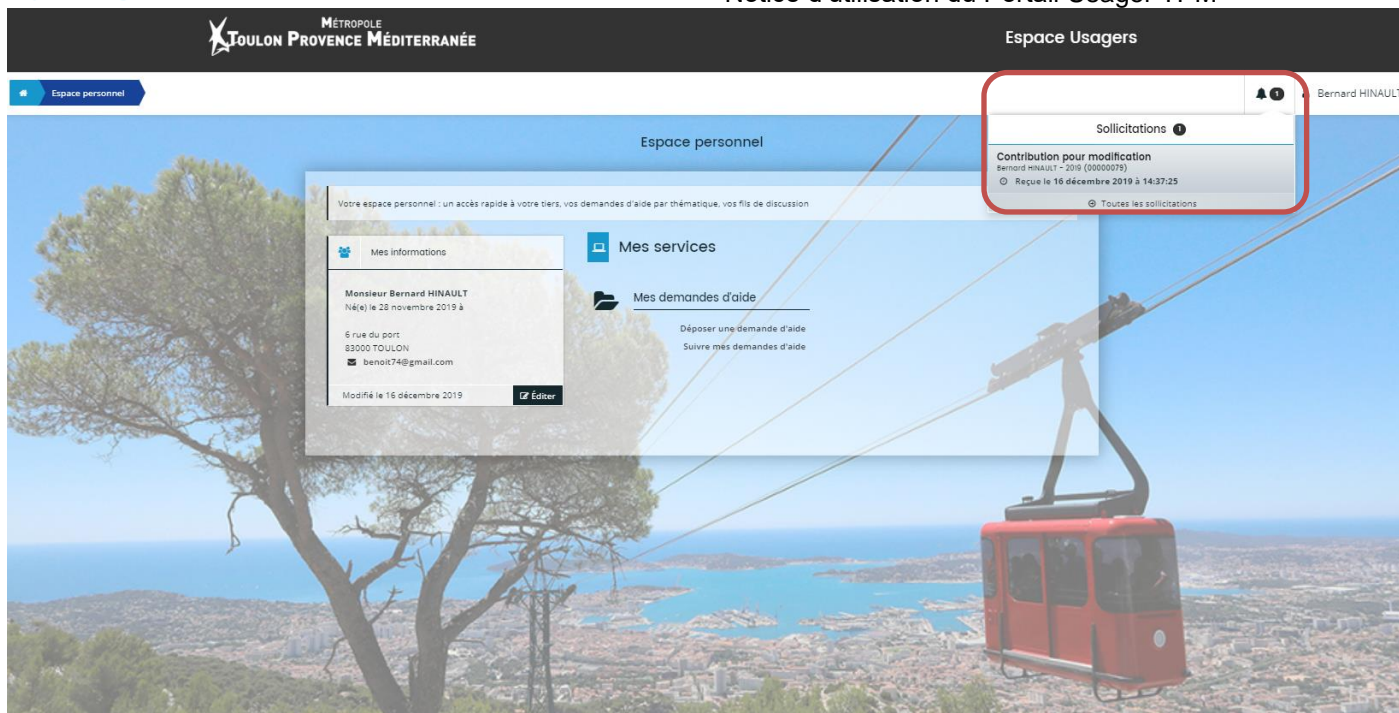 Notice d'utilisation du Portail Usager TPM
MÉTROPOLE
TOULON PROVENCE MÉDITERRANÉE
Espace Usagers
Espace personnel
1
Bernard HINAULT
Sollicitations 1
Contribution pour modification
Bernard HINAULT - 2019 (00000079)
Reçue le 16 décembre 2019 à 14:37:25
Toutes les sollicitations
Espace personnel
Votre espace personnel : un accès rapide à votre tiers, vos demandes d'aide par thématique, vos fils de discussion
Mes informations
Monsieur Bernard HINAULT
Né(e) le 28 novembre 2019 à
6 rue du port
83000 TOULON
benoit74@gmail.com
Modifié le 16 décembre 2019
Éditer
Mes services
Mes demandes d'aide
Déposer une demande d'aide
Suivre mes demandes d'aide